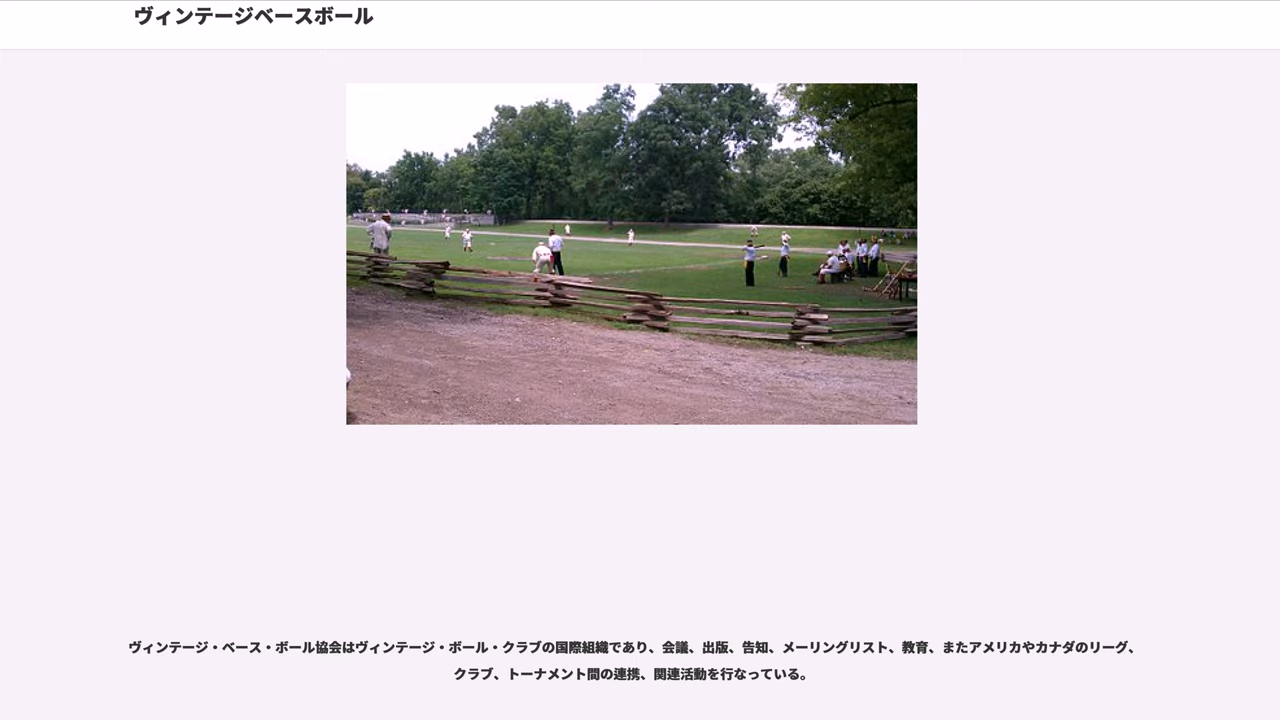 ヴィンテージベースボール
ヴィンテージ・ベース・ボール協会はヴィンテージ・ボール・クラブの国際組織であり、会議、出版、告知、メーリングリスト、教育、またアメリカやカナダのリーグ、
クラブ、トーナメント間の連携、関連活動を行なっている。